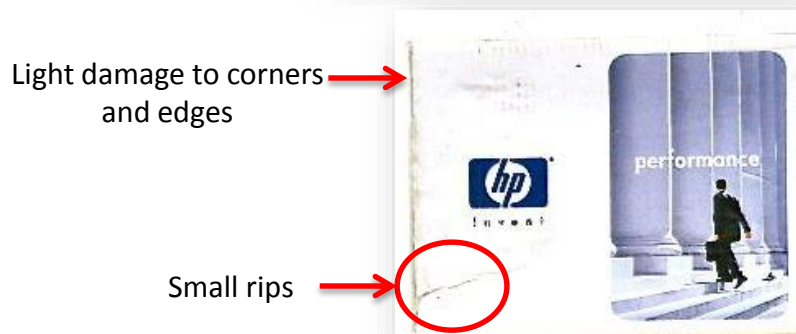 Light damage to corners
and edges
hp
invent
performance
Small rips